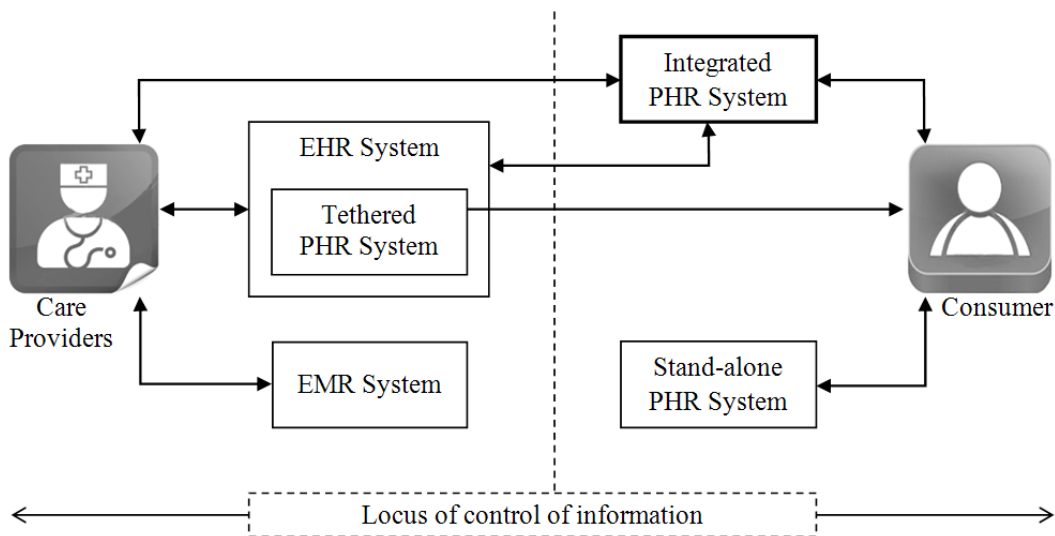 Integrated
PHR System
EHR System
Tethered
PHR System
Care
Providers
Consumer
EMR System
Stand-alone
PHR System
Locus of control of information